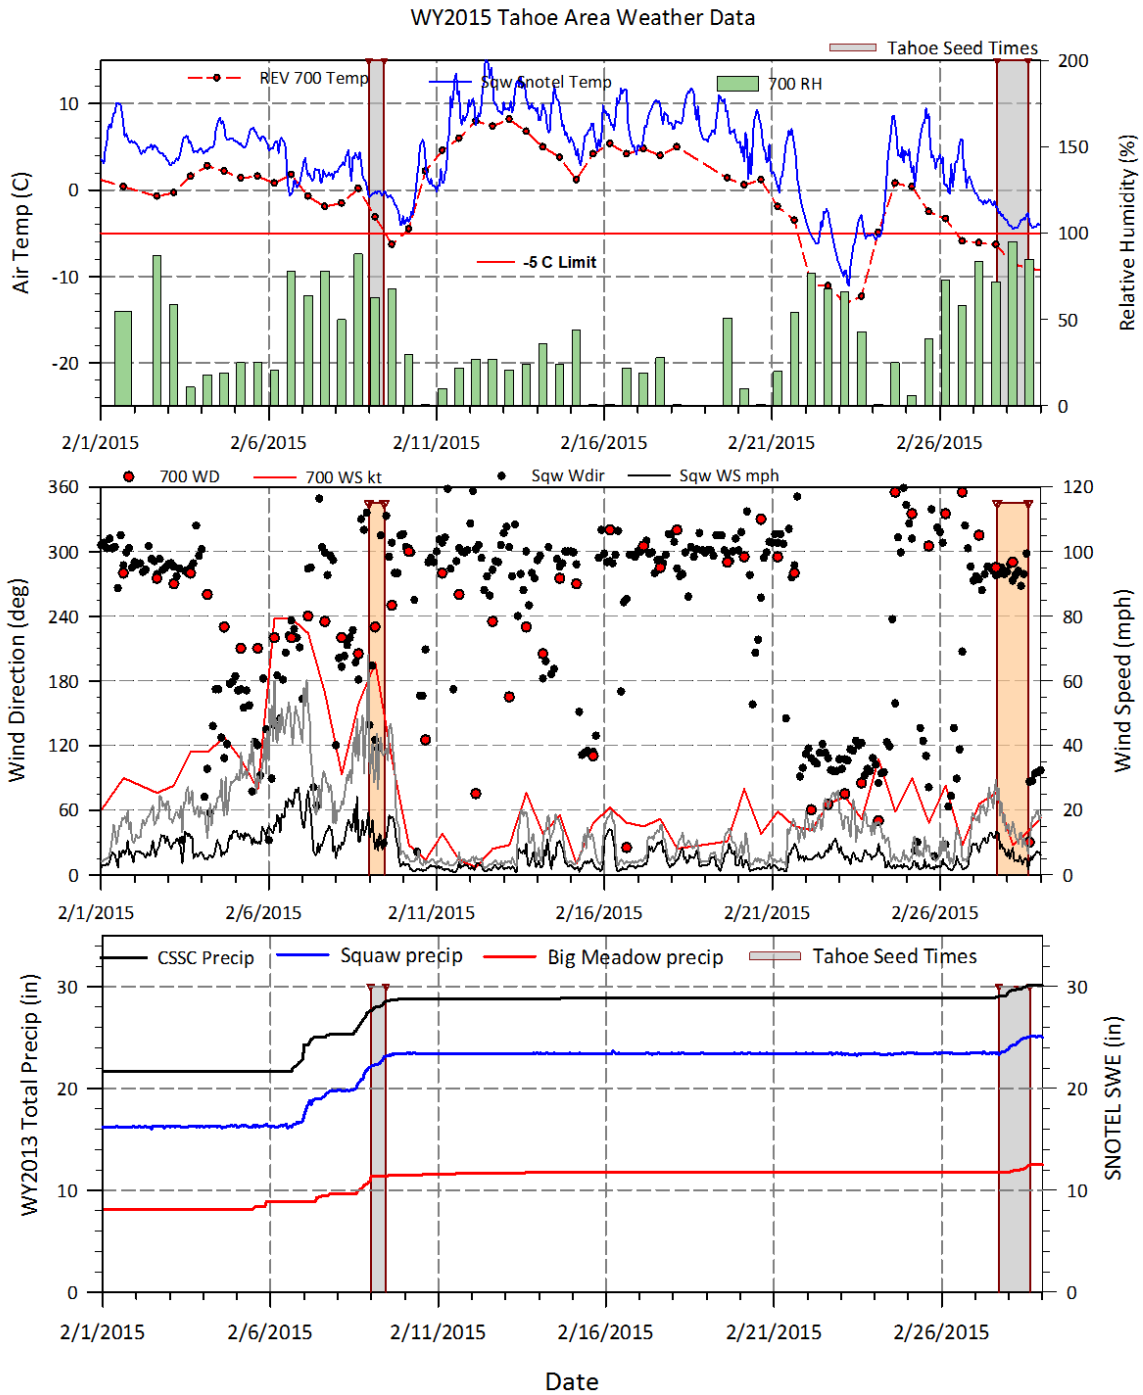 WY2015 Tahoe Area Weather Data
Tahoe Seed Times
REV 700 Temp
Sqw Snotel Temp
700 RH
200
10
150
0
100
-5 C Limit
-10
50
-20
0
Air Temp (C)
Relative Humidity (%)
2/1/2015 2/6/2015 2/11/2015 2/16/2015 2/21/2015 2/26/2015
700 WD 700 WS kt Sqw Wdir Sqw WS mph
360 120
300 100
240 80
180 60
120 40
60 20
0 0
Wind Direction (deg)
Wind Speed (mph)
2/1/2015 2/6/2015 2/11/2015 2/16/2015 2/21/2015 2/26/2015
CSSC Precip Squaw precip Big Meadow precip Tahoe Seed Times
30 30
20 20
10 10
0 0
WY2013 Total Precip (in)
SNOTEL SWE (in)
2/1/2015 2/6/2015 2/11/2015 2/16/2015 2/21/2015 2/26/2015
Date